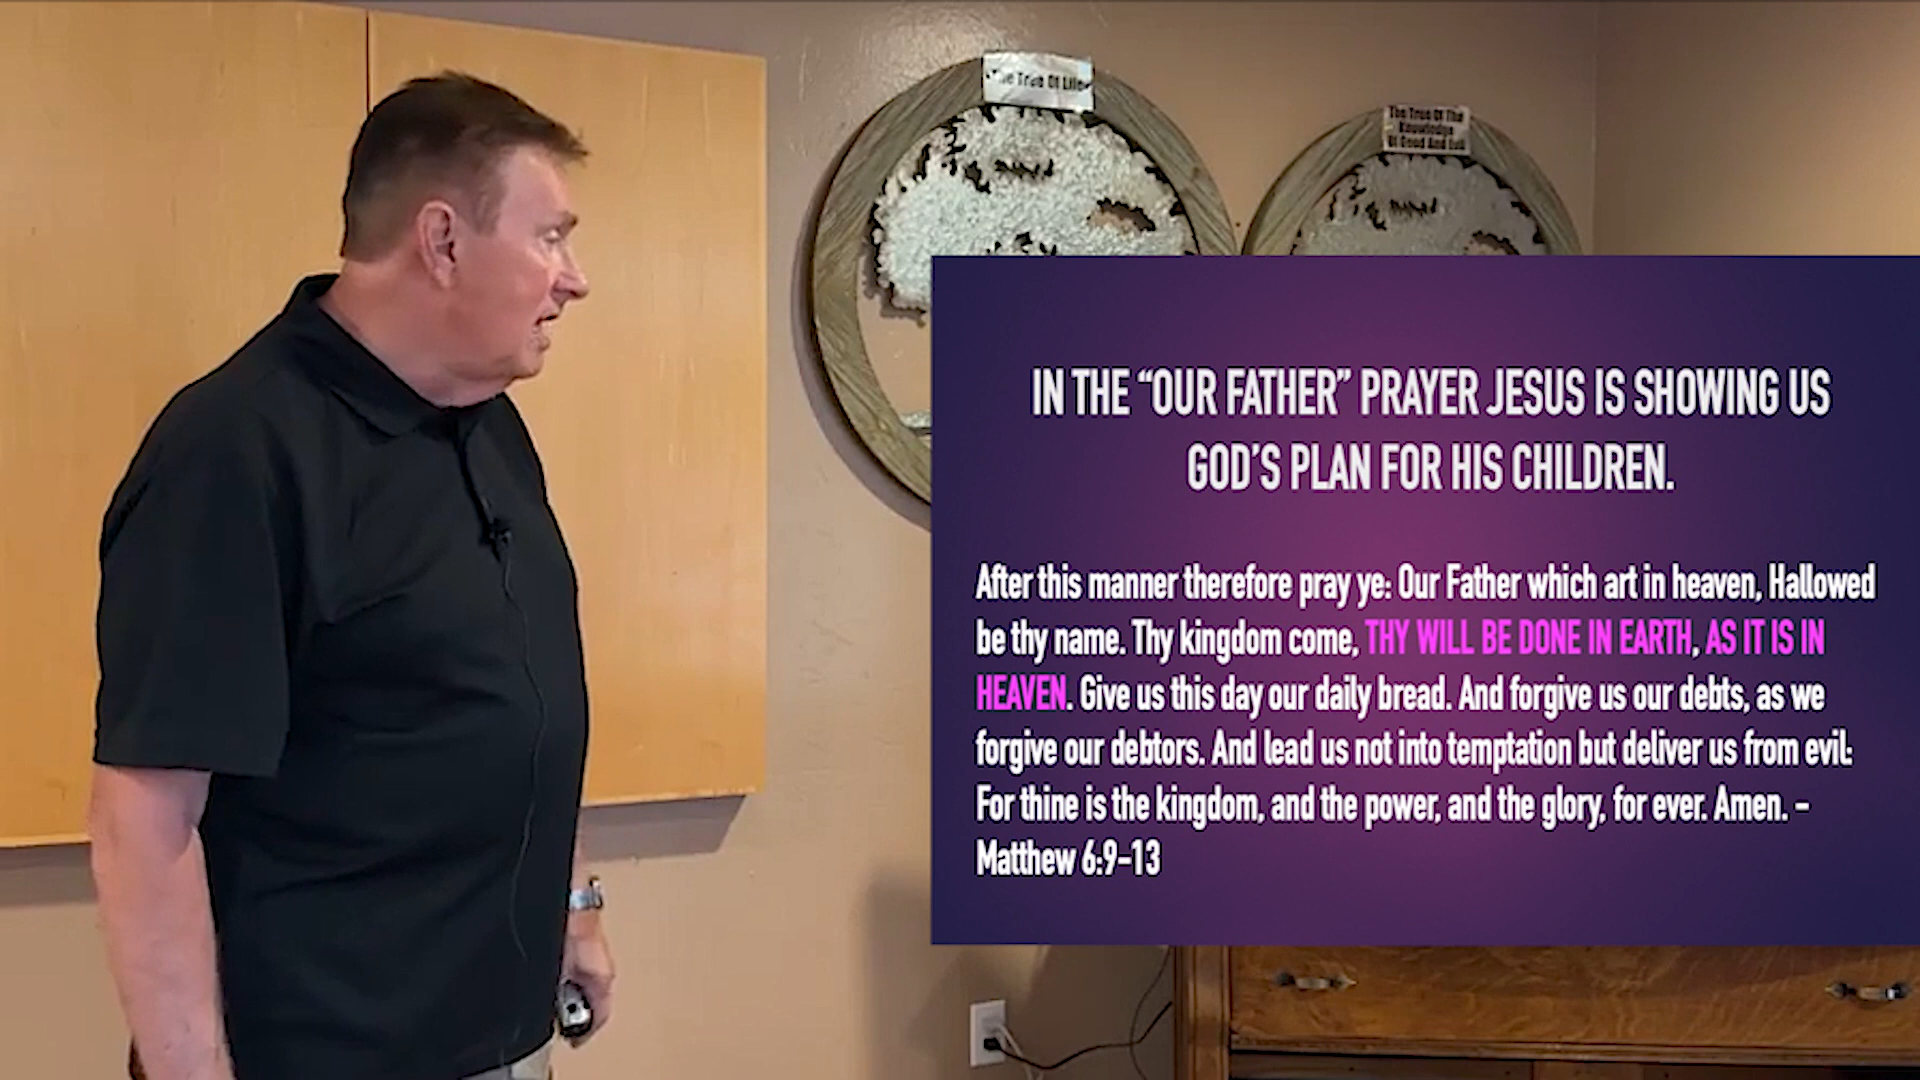 The True Of Life
The True Of The
Knowledge
Of Good And Evil
IN THE “OUR FATHER” PRAYER JESUS IS SHOWING US
GOD’S PLAN FOR HIS CHILDREN.
After this manner therefore pray ye: Our Father which art in heaven, Hallowed
be thy name. Thy kingdom come, THY WILL BE DONE IN EARTH, AS IT IS IN
HEAVEN. Give us this day our daily bread. And forgive us our debts, as we
forgive our debtors. And lead us not into temptation but deliver us from evil:
For thine is the kingdom, and the power, and the glory, for ever. Amen. -
Matthew 6:9-13